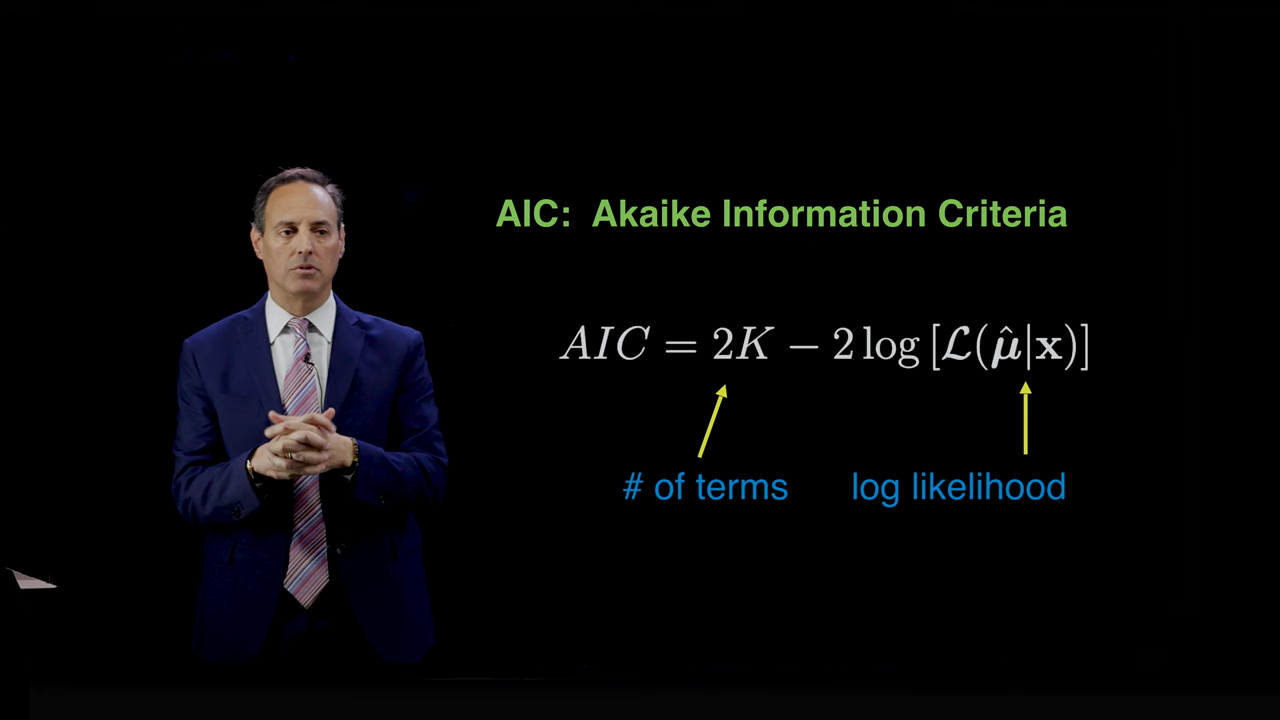 AIC: Akaike Information Criteria
AIC = 2K − 2 log [ℒ(μ̂|x)]
# of terms log likelihood